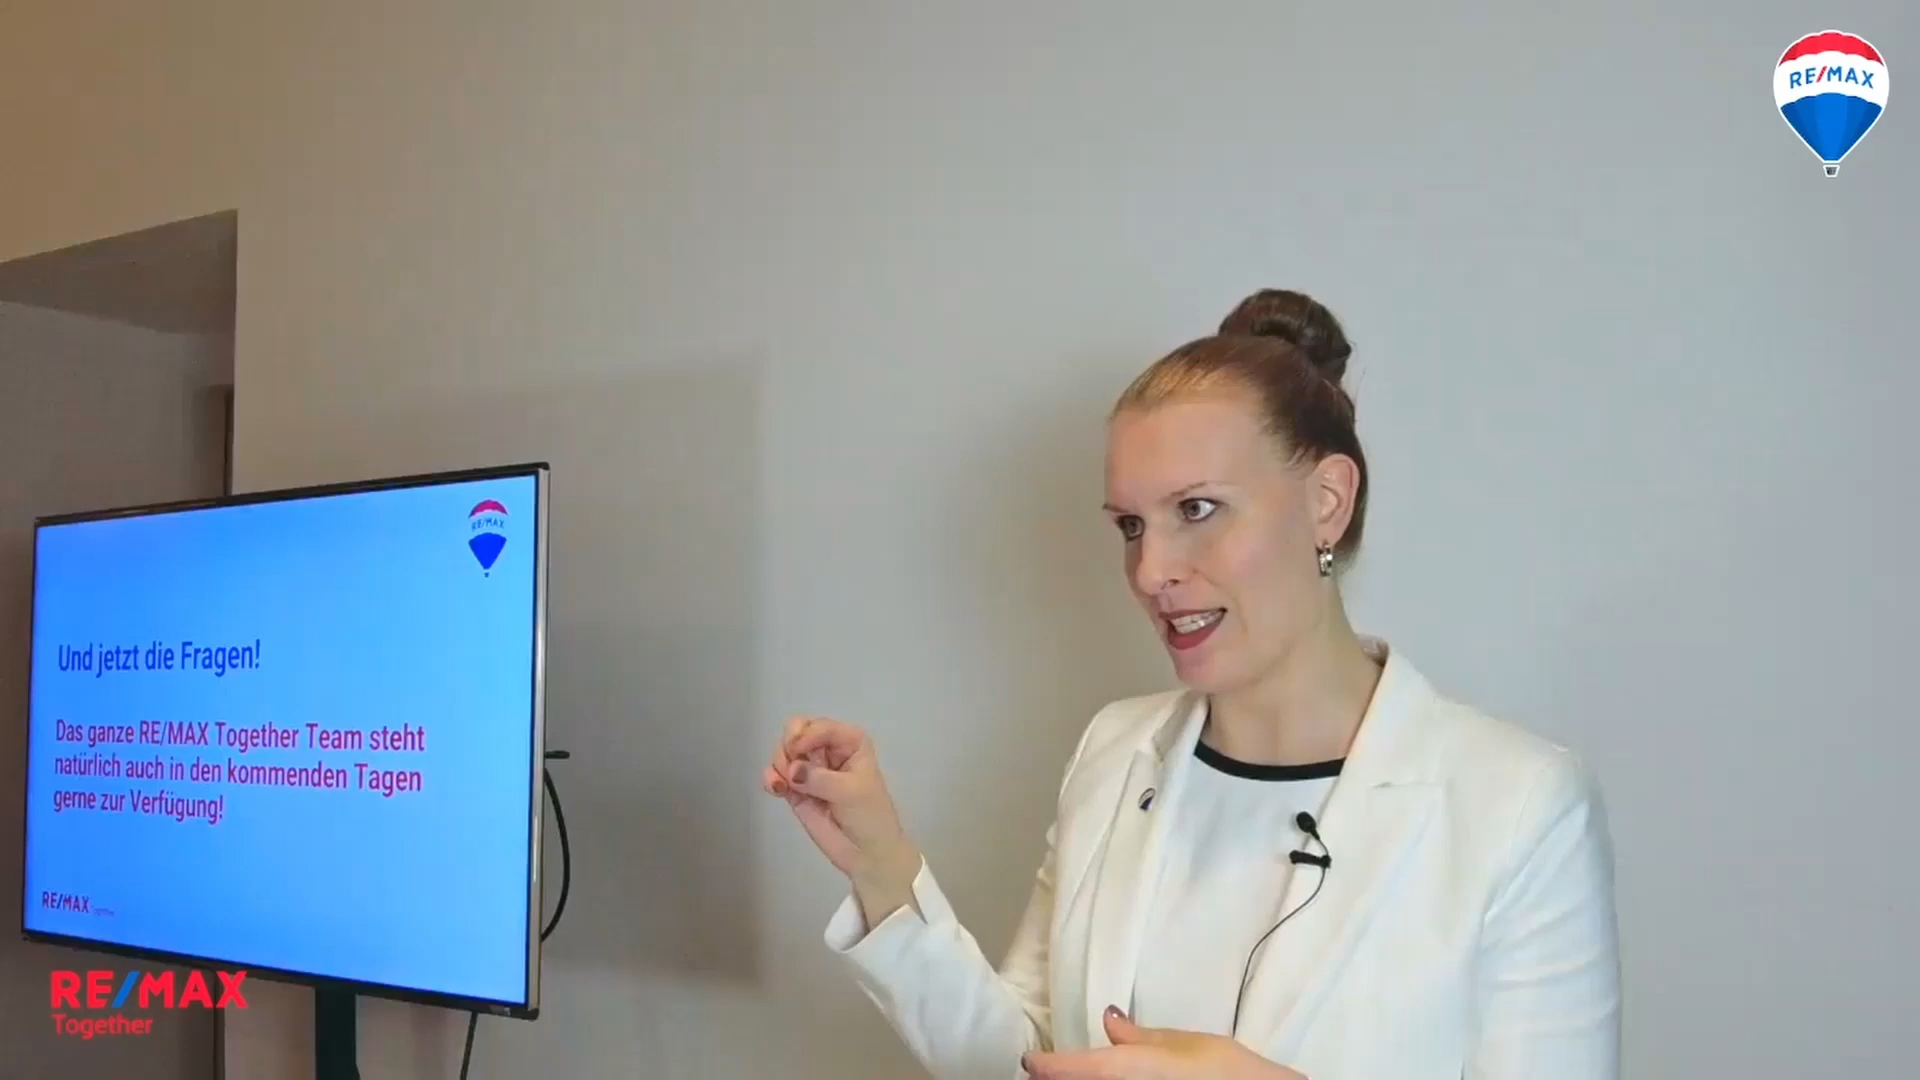 RE/MAX
RE/MAX
Und jetzt die Fragen!
Das ganze RE/MAX Together Team steht
natürlich auch in den kommenden Tagen
gerne zur Verfügung!
RE/MAX
Together
RE/MAX
Together